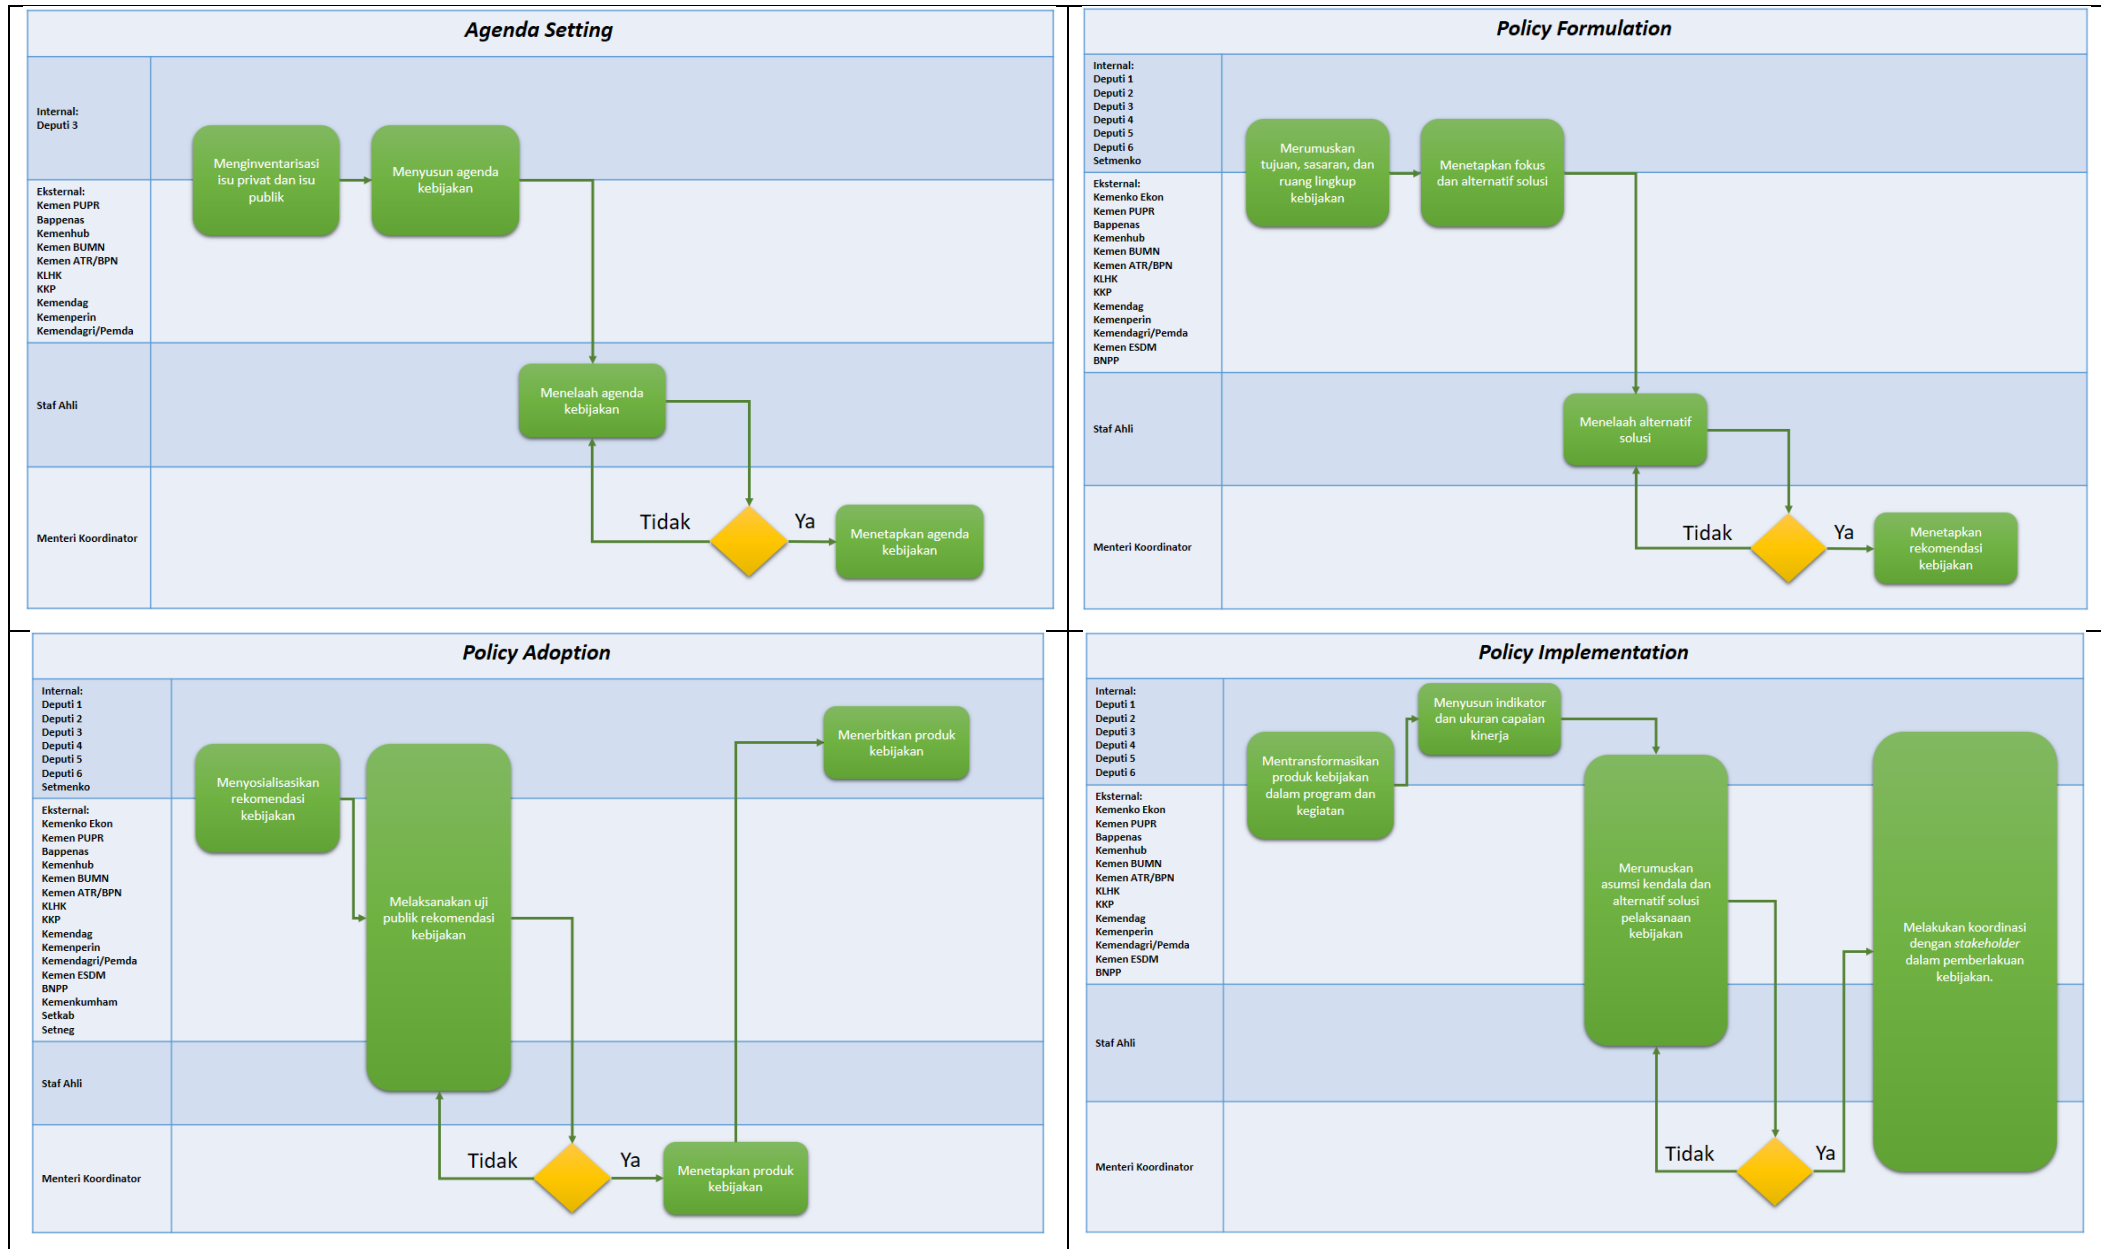 Agenda Setting
Internal:
Deputi 3
Eksternal:
Kemen PUPR
Bappenas
Kemenhub
Kemen BUMN
Kemen ATR/BPN
KLHK
KKP
Kemendag
Kemenperin
Kemendagri/Pemda
Staf Ahli
Menteri Koordinator
Menginventarisasi
isu privat dan isu
publik
Menyusun agenda
kebijakan
Menelaah agenda
kebijakan
Tidak
Ya
Menetapkan agenda
kebijakan
Policy Formulation
Internal:
Deputi 1
Deputi 2
Deputi 3
Deputi 4
Deputi 5
Deputi 6
Setmenko
Eksternal:
Kemenko Ekon
Kemen PUPR
Bappenas
Kemenhub
Kemen BUMN
Kemen ATR/BPN
KLHK
KKP
Kemendag
Kemenperin
Kemendagri/Pemda
Kemen ESDM
BNPP
Staf Ahli
Menteri Koordinator
Merumuskan
tujuan, sasaran, dan
ruang lingkup
kebijakan
Menetapkan fokus
dan alternatif solusi
Menelaah alternatif
solusi
Tidak
Ya
Menetapkan
rekomendasi
kebijakan
Policy Adoption
Internal:
Deputi 1
Deputi 2
Deputi 3
Deputi 4
Deputi 5
Deputi 6
Setmenko
Eksternal:
Kemenko Ekon
Kemen PUPR
Bappenas
Kemenhub
Kemen BUMN
Kemen ATR/BPN
KLHK
KKP
Kemendag
Kemenperin
Kemendagri/Pemda
Kemen ESDM
BNPP
Kemenkumham
Setkab
Setneg
Staf Ahli
Menteri Koordinator
Menyosialisasikan
rekomendasi
kebijakan
Melaksanakan uji
publik rekomendasi
kebijakan
Tidak
Ya
Menetapkan produk
kebijakan
Menerbitkan produk
kebijakan
Policy Implementation
Internal:
Deputi 1
Deputi 2
Deputi 3
Deputi 4
Deputi 5
Deputi 6
Eksternal:
Kemenko Ekon
Kemen PUPR
Bappenas
Kemenhub
Kemen BUMN
Kemen ATR/BPN
KLHK
KKP
Kemendag
Kemenperin
Kemendagri/Pemda
Kemen ESDM
BNPP
Staf Ahli
Menteri Koordinator
Mentransformasikan
produk kebijakan
dalam program dan
kegiatan
Menyusun indikator
dan ukuran capaian
kinerja
Merumuskan
asumsi kendala dan
alternatif solusi
pelaksanaan
kebijakan
Tidak
Ya
Melakukan koordinasi
dengan stakeholder
dalam pemberlakuan
kebijakan.